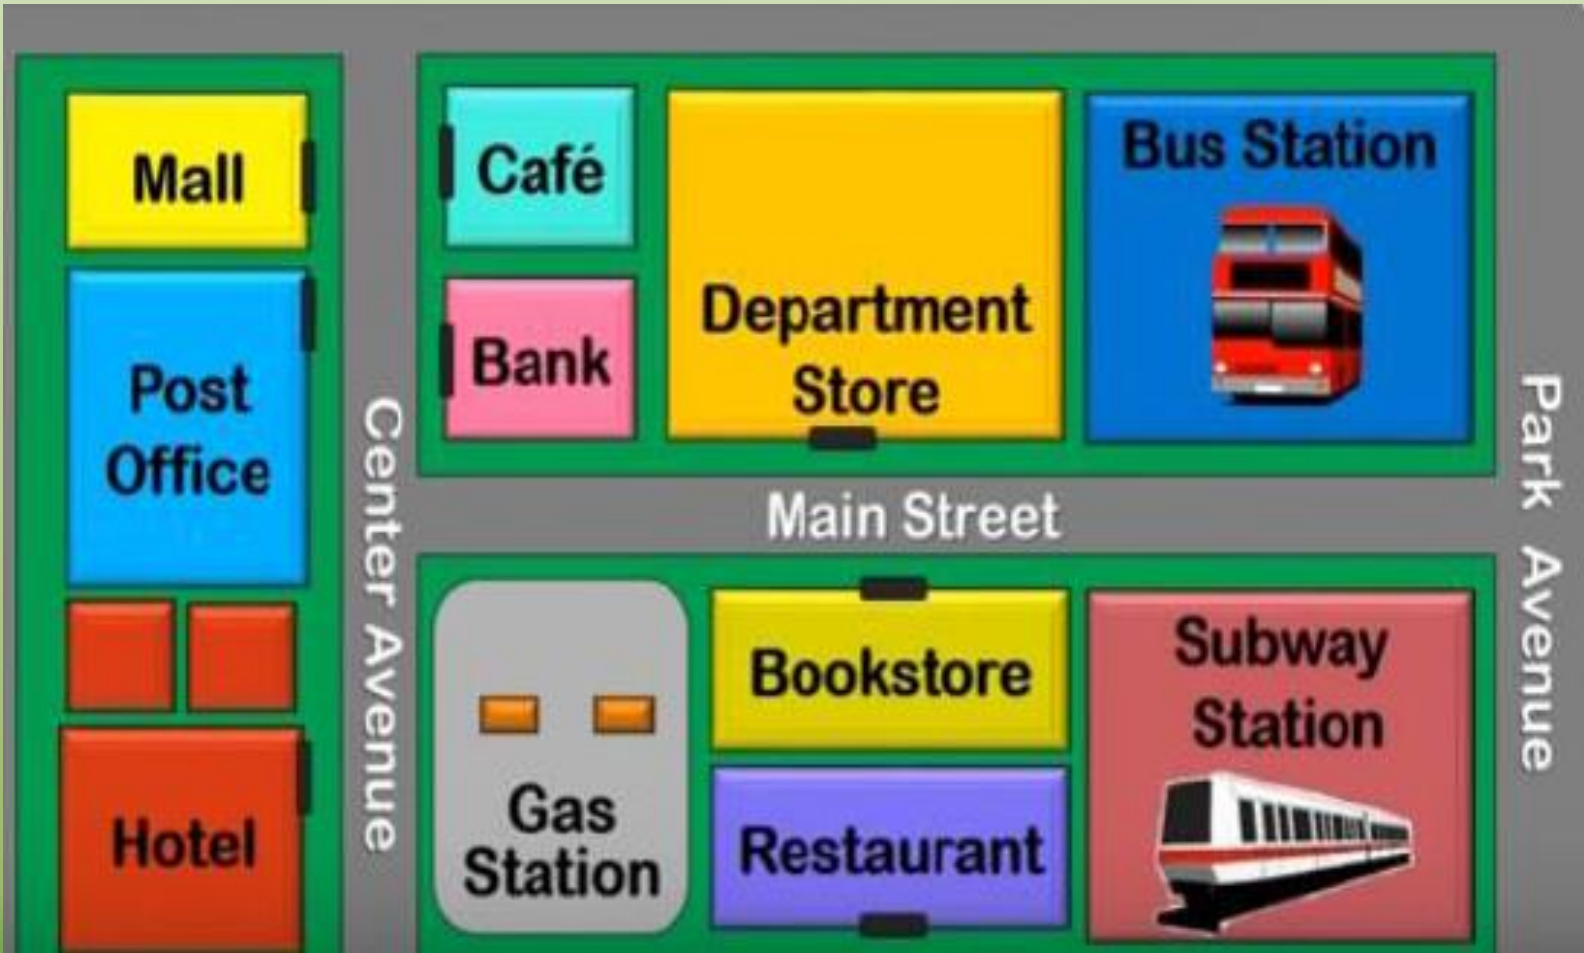 Mall
Café
Department
Store
Bus Station
Post
Office
Bank
Center Avenue
Main Street
Park Avenue
Gas
Station
Bookstore
Subway
Station
Hotel
Restaurant